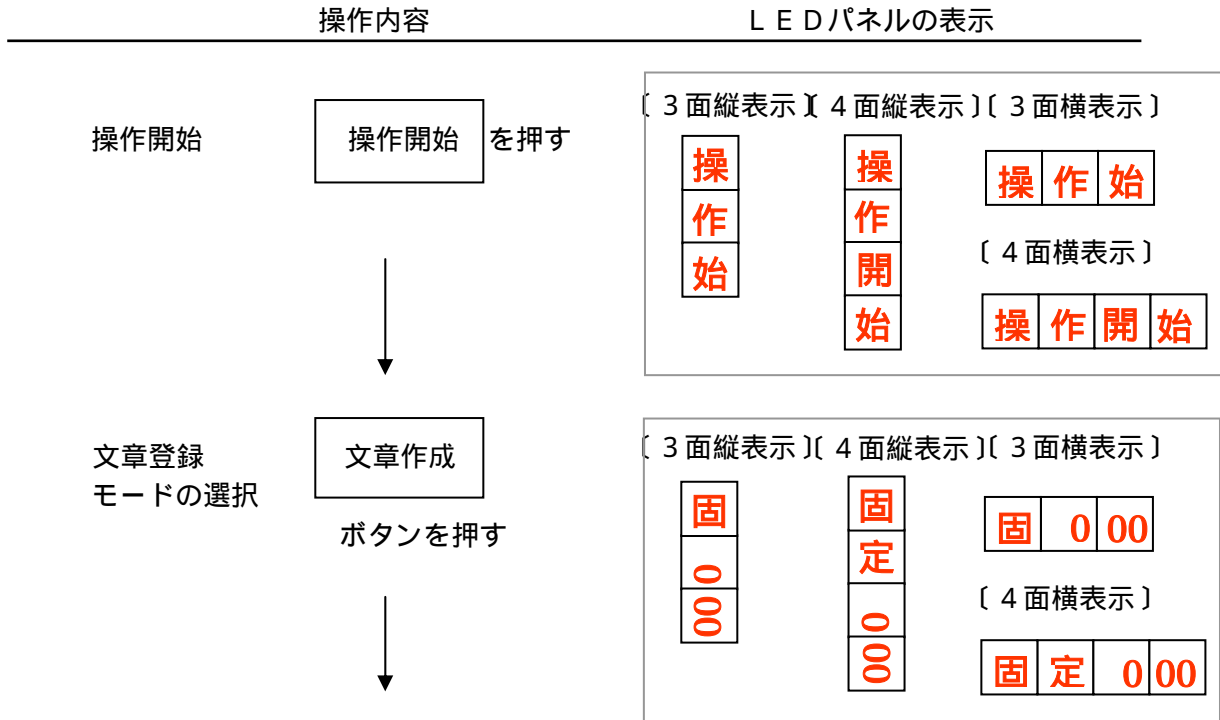 操作内容 ＬＥＤパネルの表示
操作開始
操作開始 を押す
〔３面縦表示〕〔４面縦表示〕〔３面横表示〕
操
作
始
操
作
開
始
操作始
〔４面横表示〕
操作開始
文章登録
モードの選択
文章作成
ボタンを押す
〔３面縦表示〕〔４面縦表示〕〔３面横表示〕
固
0
00
固
定
0
00
固 0 00
〔４面横表示〕
固定 0 00